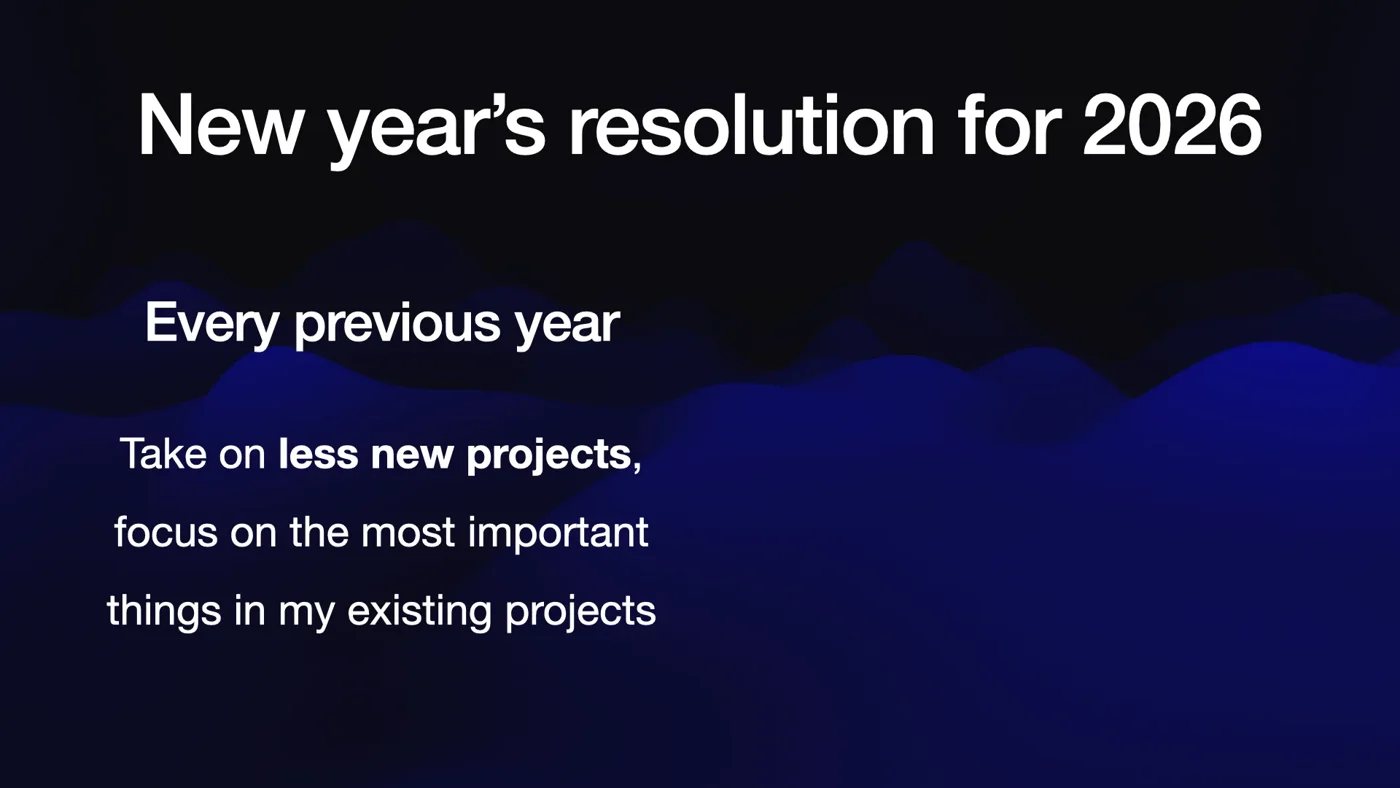 New year’s resolution for 2026
Every previous year
Take on less new projects,
focus on the most important
things in my existing projects